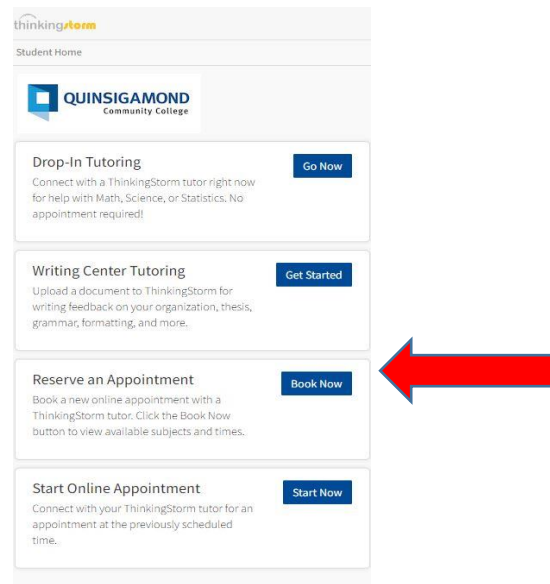 thinkingstorm
Student Home
QUINSIGAMOND
Community College
Drop-In Tutoring
Go Now
Connect with a ThinkingStorm tutor right now
for help with Math, Science, or Statistics. No
appointment required!
Writing Center Tutoring
Get Started
Upload a document to ThinkingStorm for
writing feedback on your organization, thesis,
grammar, formatting, and more.
Reserve an Appointment
Book Now
Book a new online appointment with a
ThinkingStorm tutor. Click the Book Now
button to view available subjects and times.
Start Online Appointment
Start Now
Connect with your ThinkingStorm tutor for an
appointment at the previously scheduled
time.